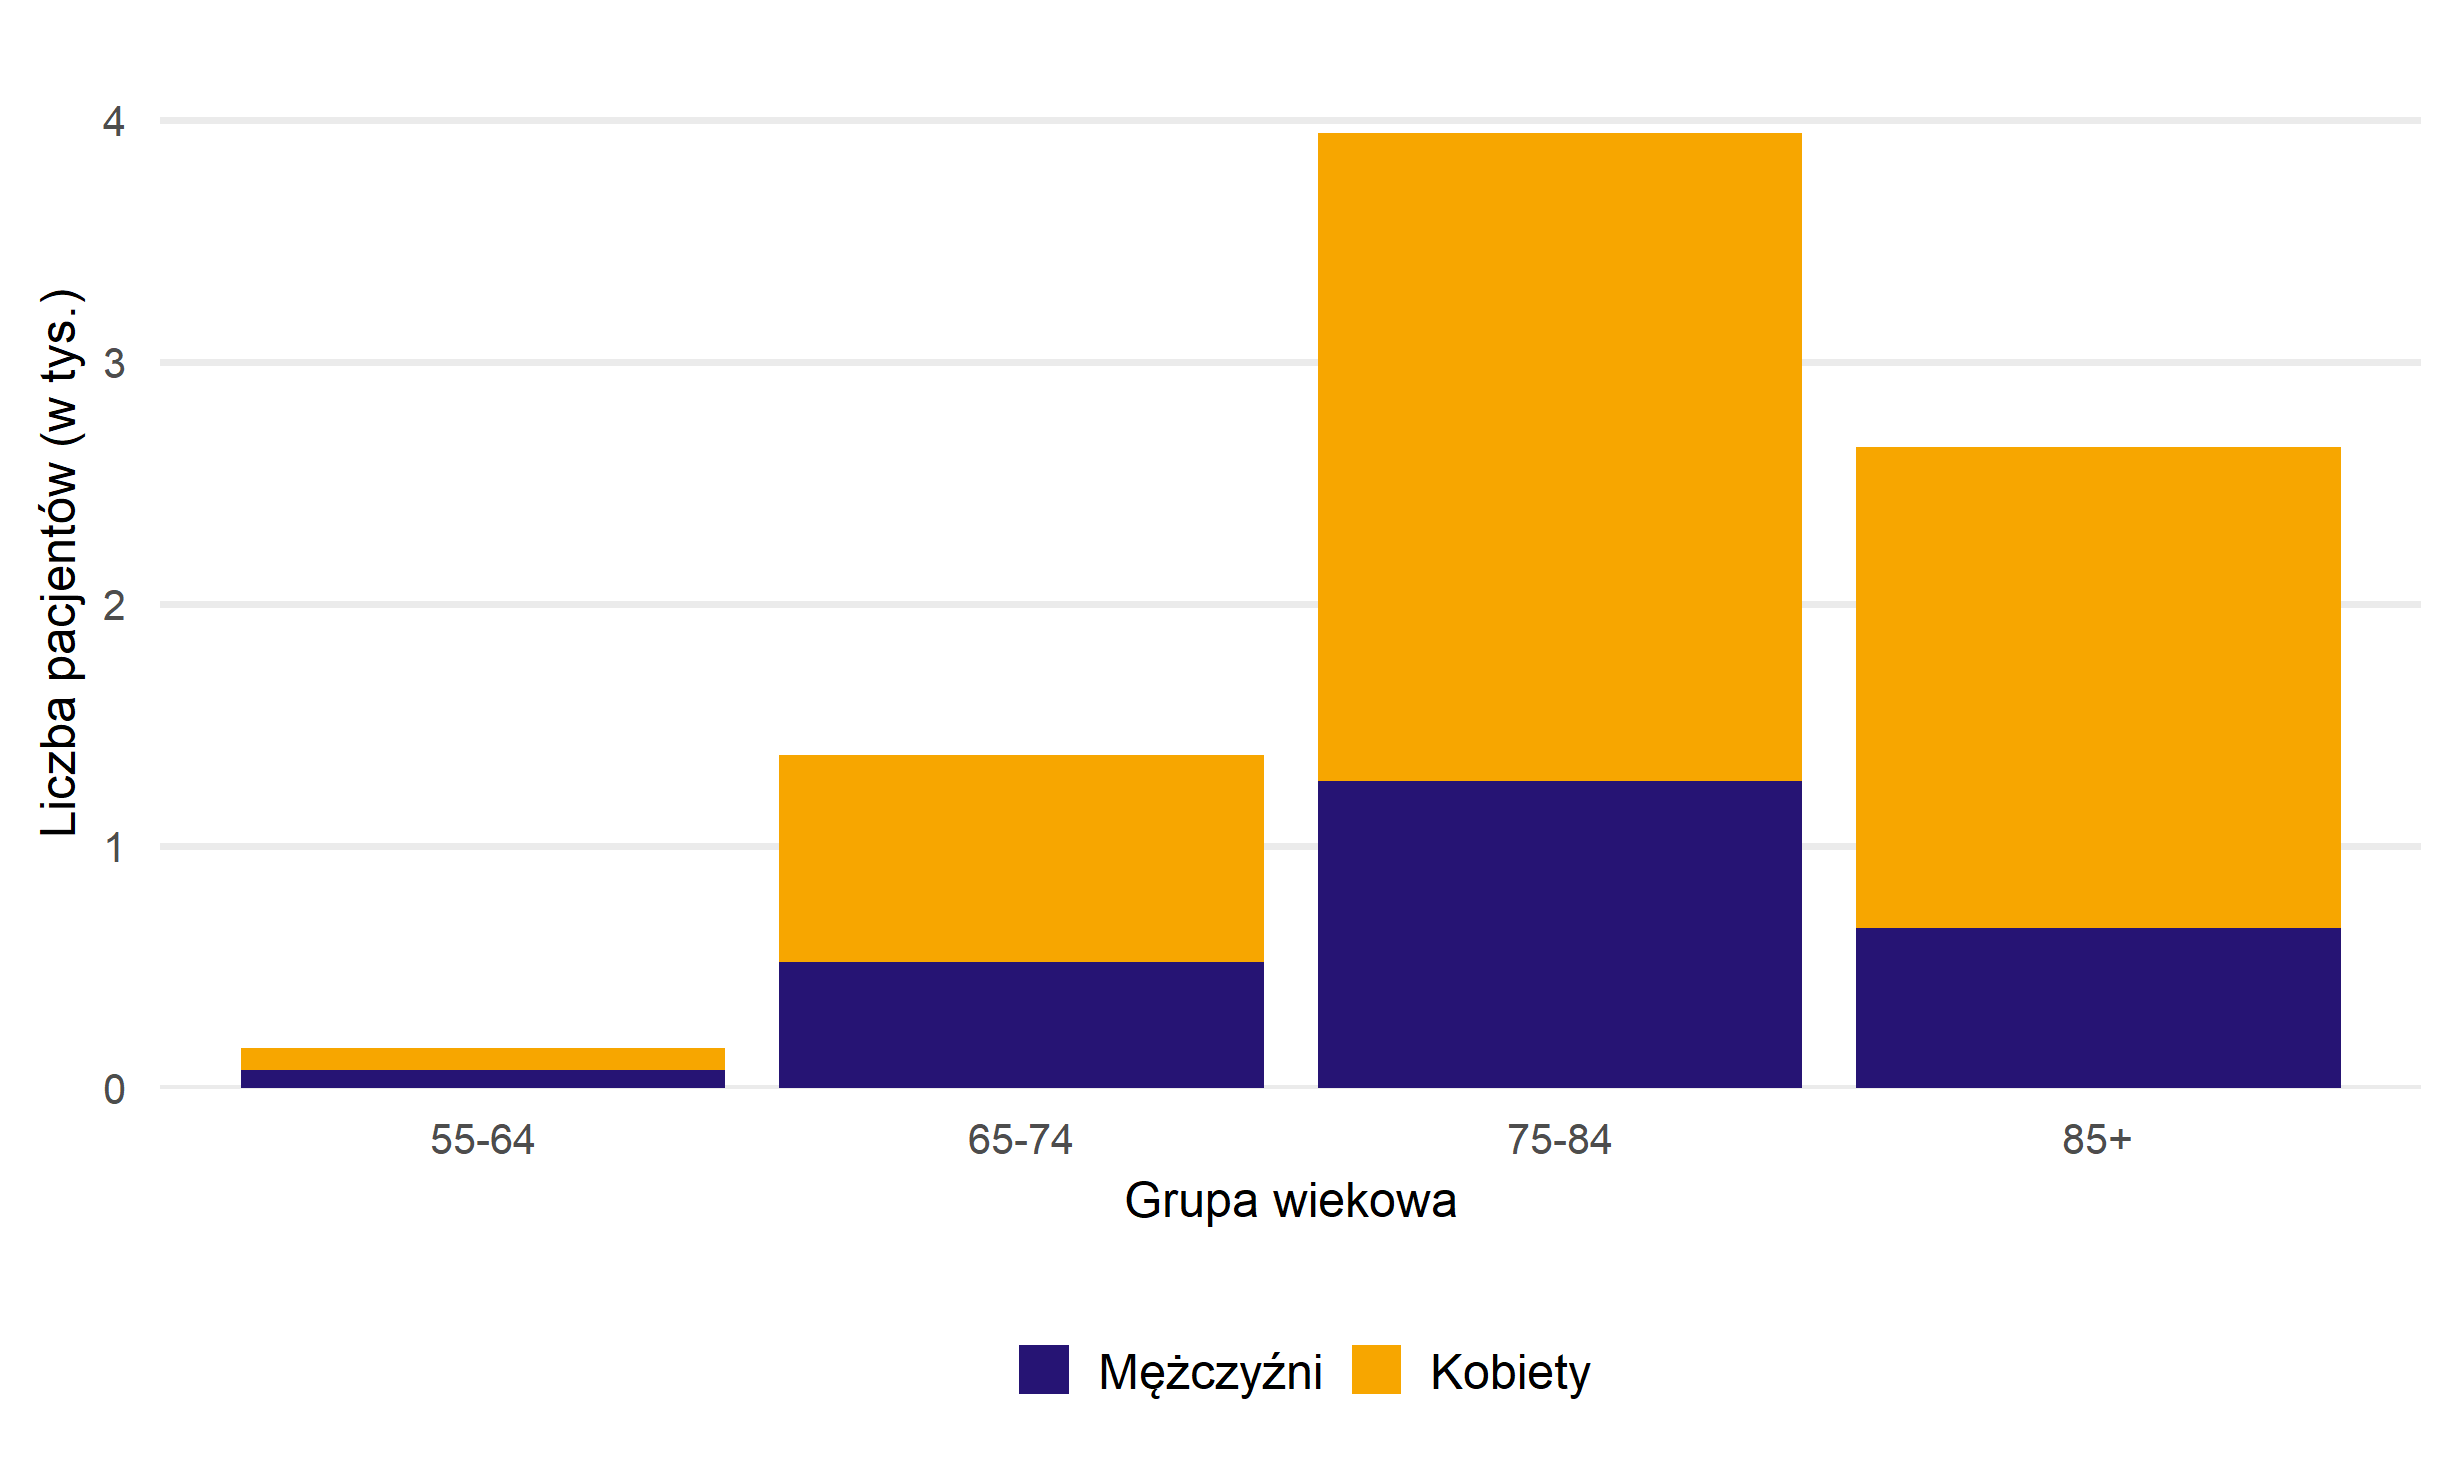 Liczba pacjentów (w tys.)
4
3
2
1
0
55-64
65-74
75-84
85+
Grupa wiekowa
Mężczyźni
Kobiety